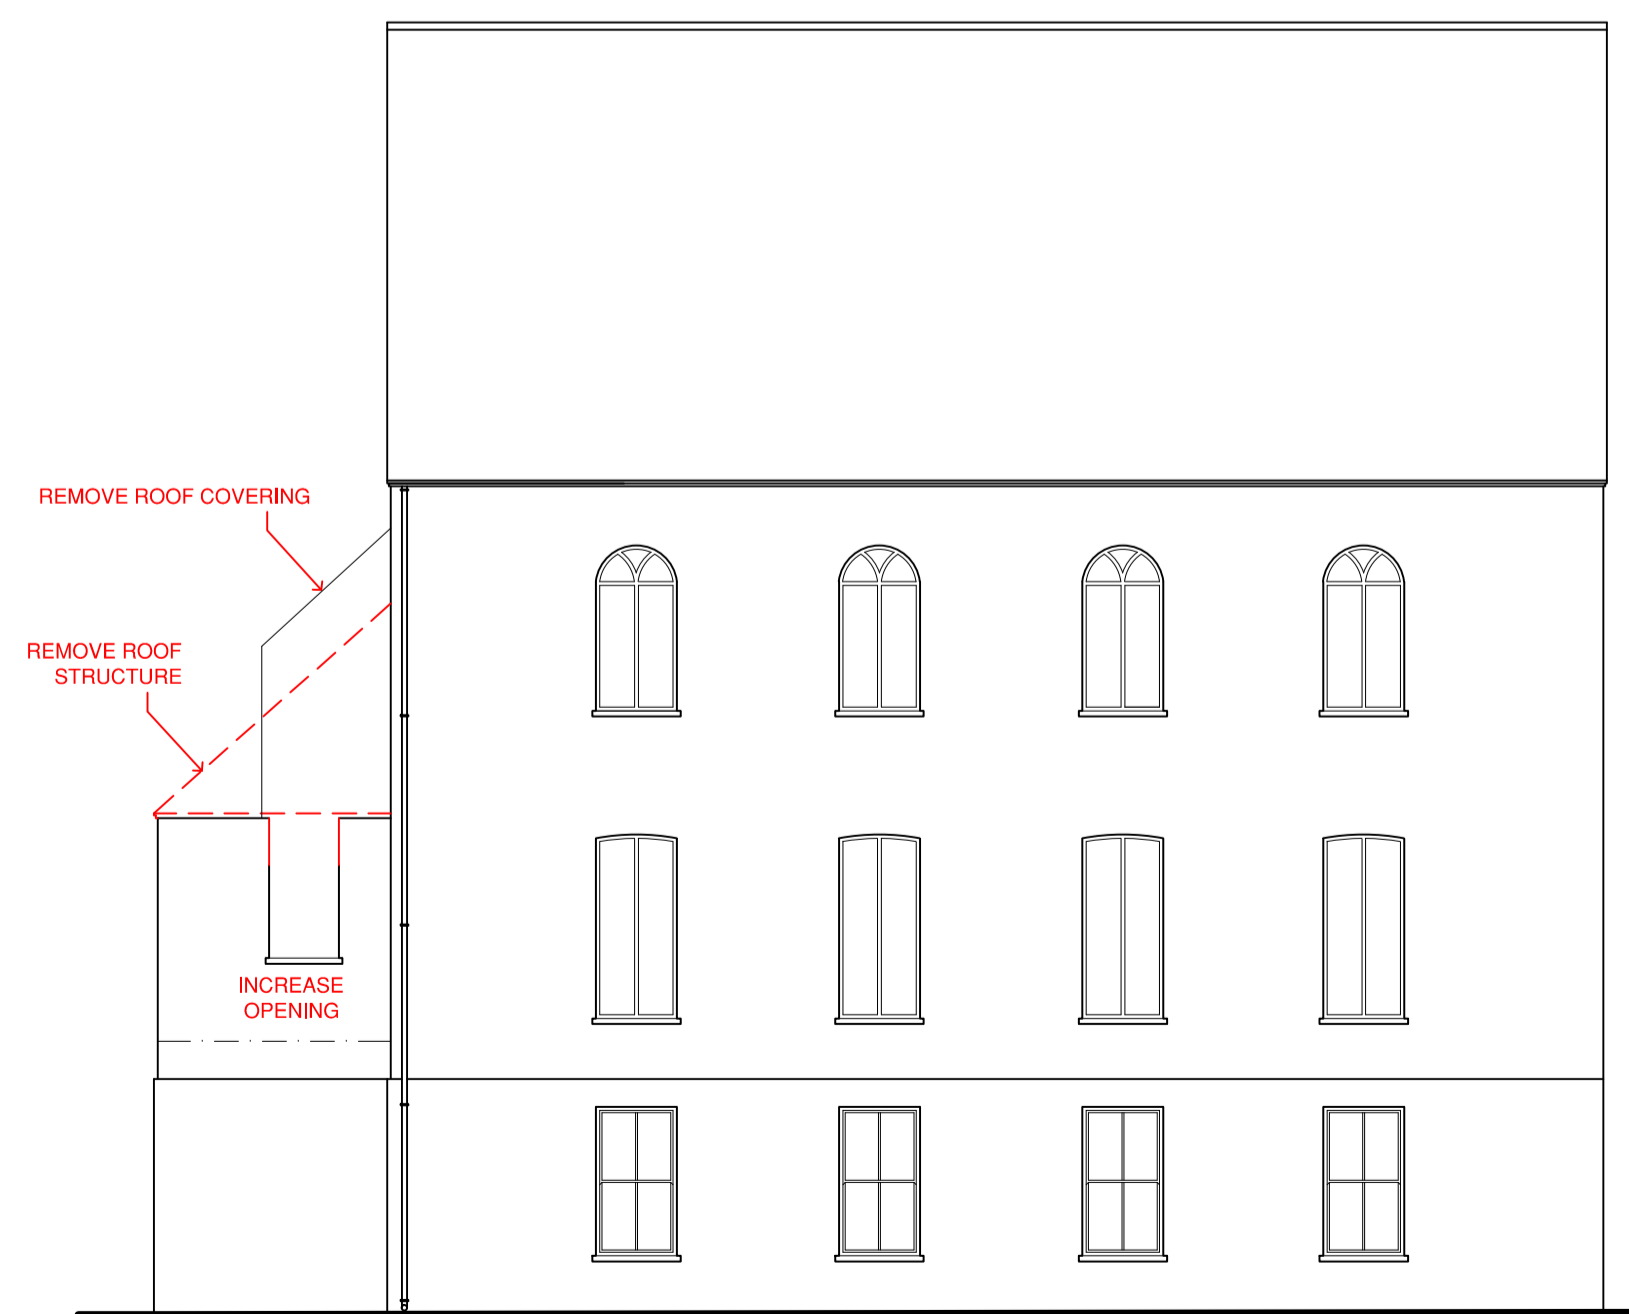 REMOVE ROOF COVERING
REMOVE ROOF
STRUCTURE
INCREASE
OPENING